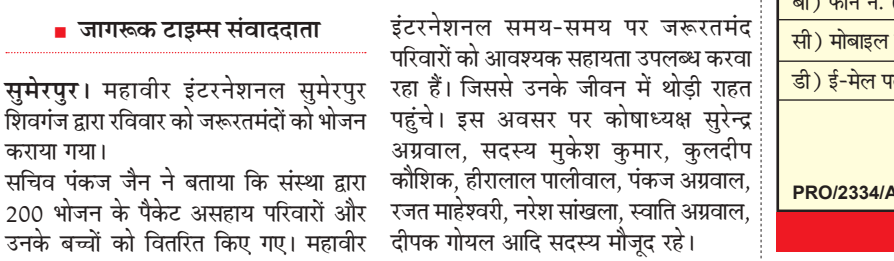 जागरूक टाइम्स संवाददाता
सुमेरपुर। महावीर इंटरनेशनल सुमेरपुर
शिवगंज द्वारा रविवार को जरूरतमंदों को भोजन
कराया गया।
सचिव पंकज जैन ने बताया कि संस्था द्वारा
200 भोजन के पैकेट असहाय परिवारों और
उनके बच्चों को वितरित किए गए। महावीर
इंटरनेशनल समय-समय पर जरूरतमंद
परिवारों को आवश्यक सहायता उपलब्ध करवा
रहा हैं। जिससे उनके जीवन में थोड़ी राहत
पहुंचे। इस अवसर पर कोषाध्यक्ष सुरेन्द्र
अग्रवाल, सदस्य मुकेश कुमार, कुलदीप
कौशिक, हीरालाल पालीवाल, पंकज अग्रवाल,
रजत माहेश्वरी, नरेश सांखला, स्वाति अग्रवाल,
दीपक गोयल आदि सदस्य मौजूद रहे।
बी) फोन नं.
सी) मोबाइल
डी) ई-मेल
PRO/2334/A